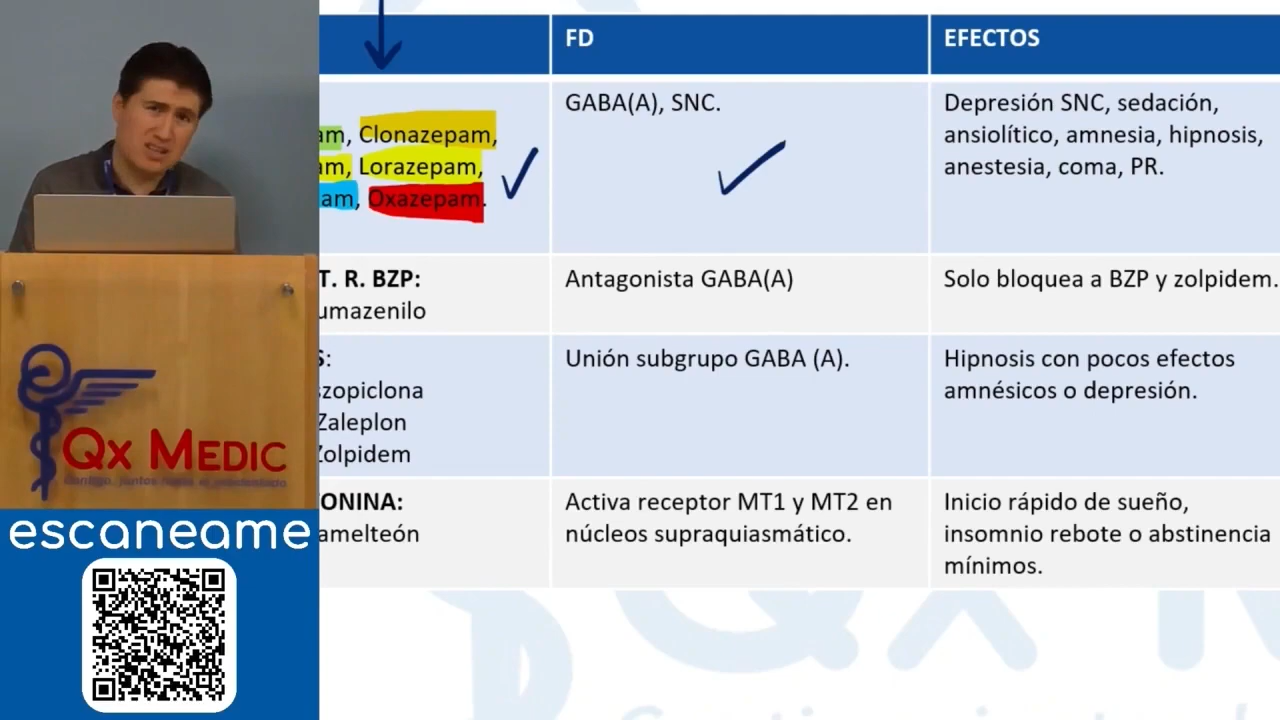 FD
EFECTOS
am, Clonazepam,
am, Lorazepam,
am, Oxazepam.
GABA(A), SNC.
Depresión SNC, sedación,
ansiolítico, amnesia, hipnosis,
anestesia, coma, PR.
T. R. BZP:
umazenilo
Antagonista GABA(A)
Solo bloquea a BZP y zolpidem.
S:
szopiclona
Zaleplon
Zolpidem
Unión subgrupo GABA (A).
Hipnosis con pocos efectos
amnésicos o depresión.
ONINA:
amelteón
Activa receptor MT1 y MT2 en
núcleos supraquiasmático.
Inicio rápido de sueño,
insomnio rebote o abstinencia
mínimos.
Qx MEDIC
escaneame